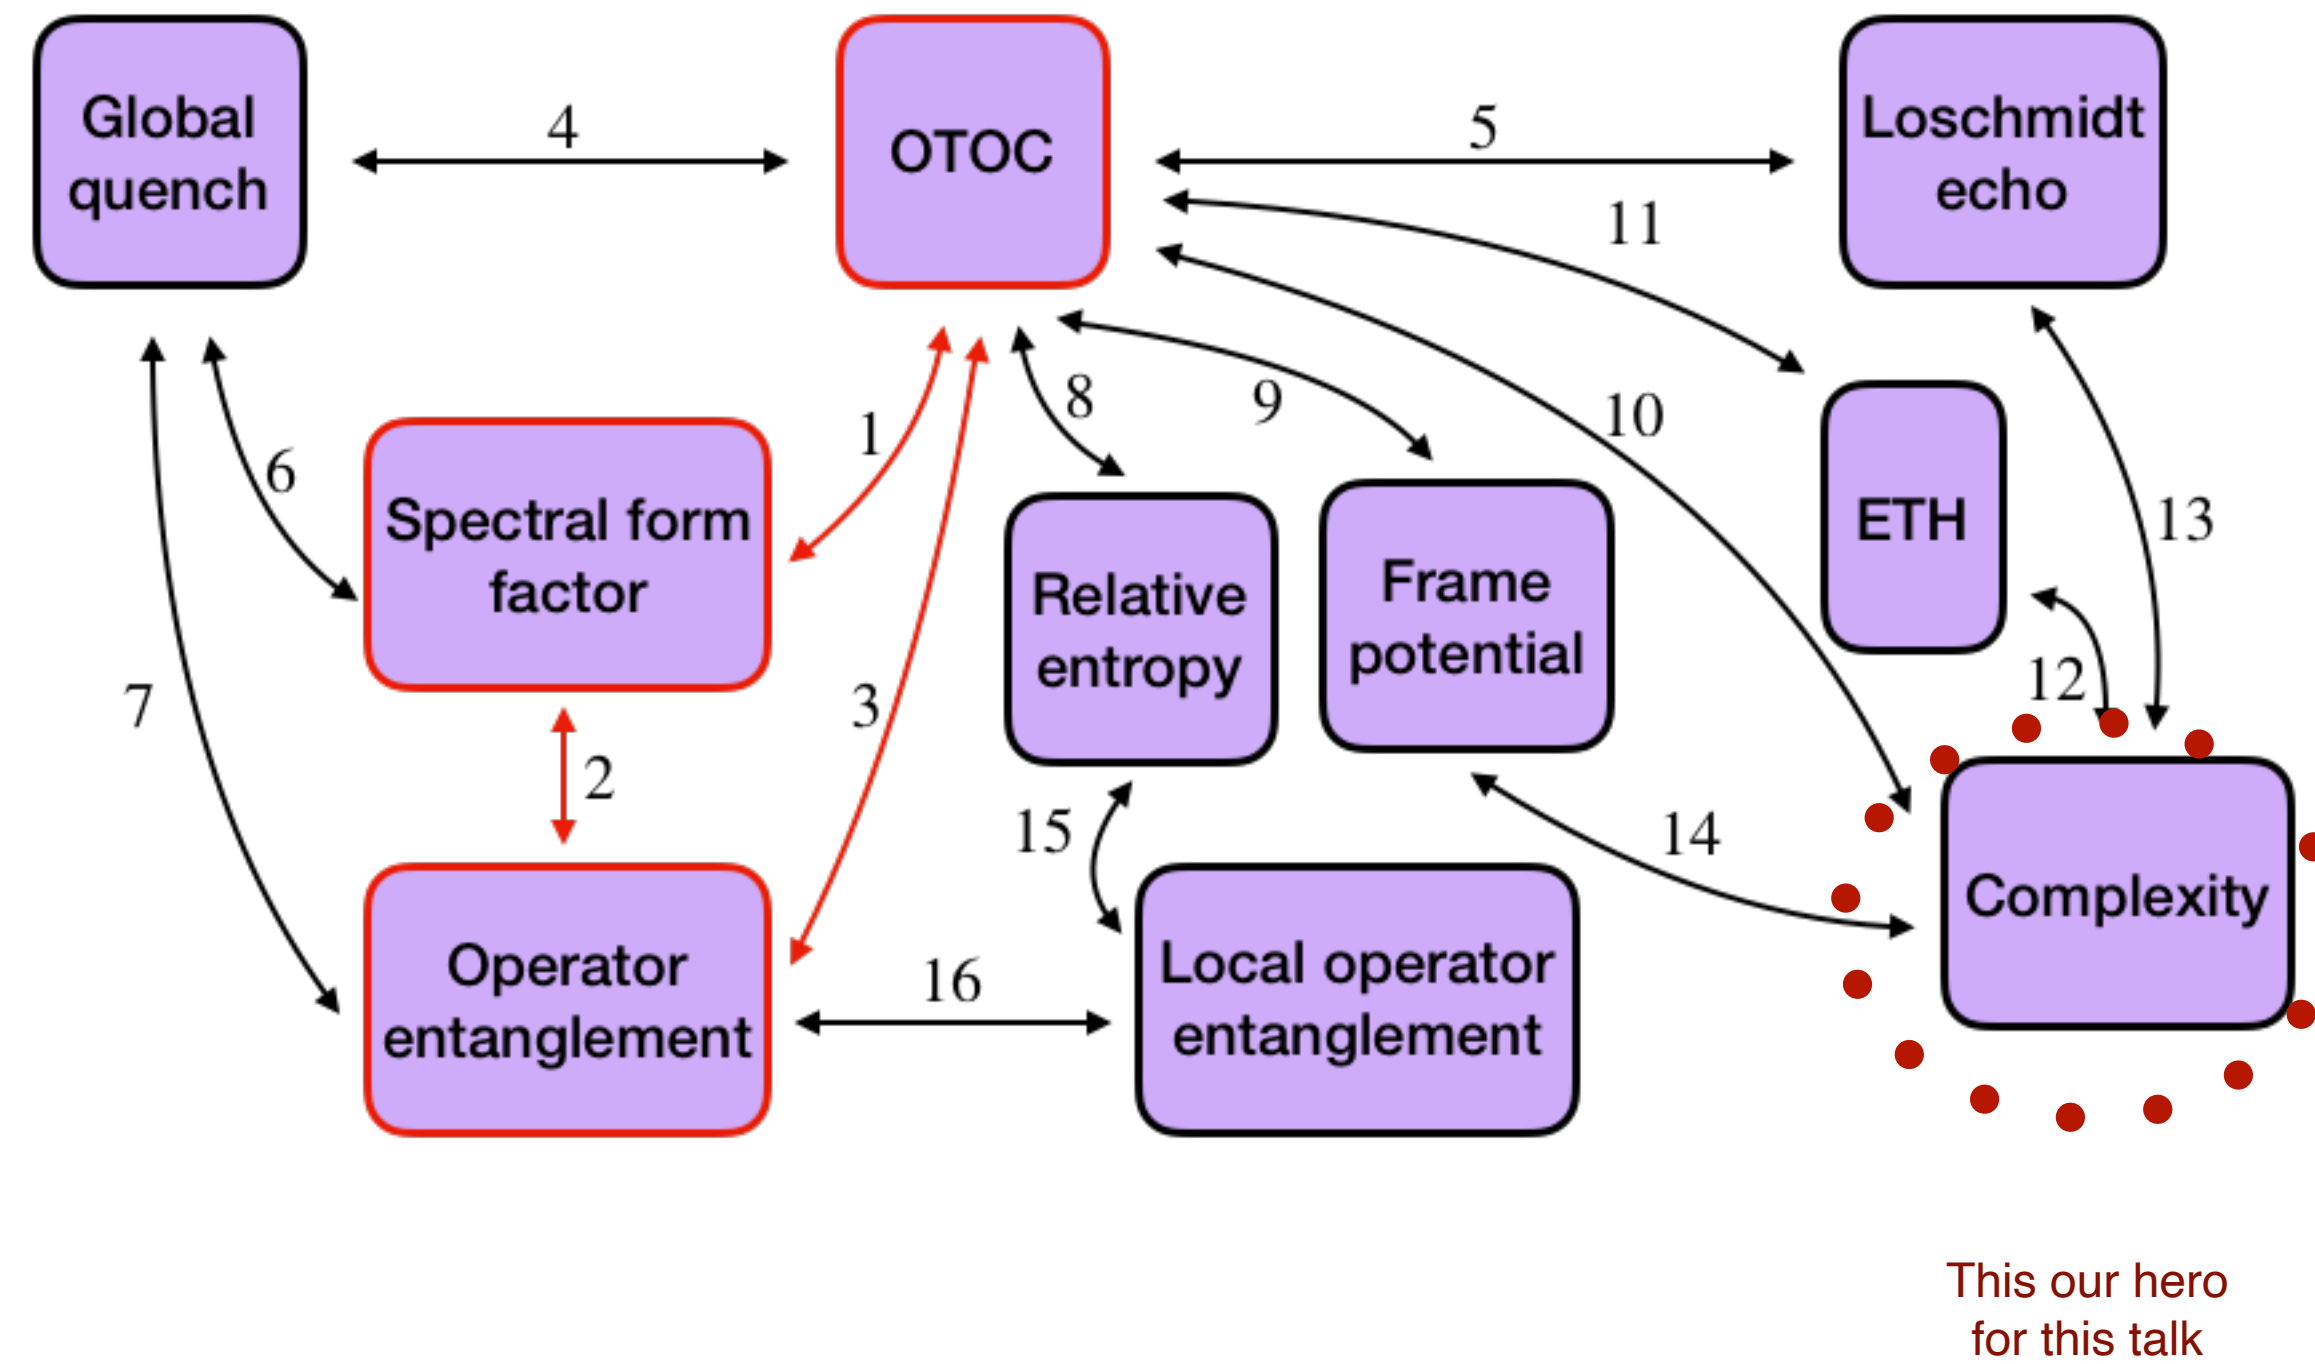 Global
quench
4
OTOC
5
Loschmidt
echo
11
10
1
8
9
6
Spectral form
factor
ETH
13
Relative
entropy
Frame
potential
12
7
3
2
15
14
Complexity
Operator
entanglement
16
Local operator
entanglement
This our hero
for this talk